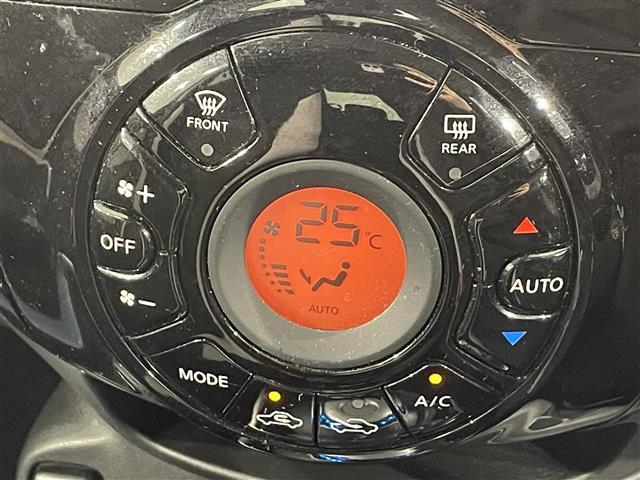 FRONT
REAR
+
OFF
-
25°C
AUTO
AUTO
MODE
A/C